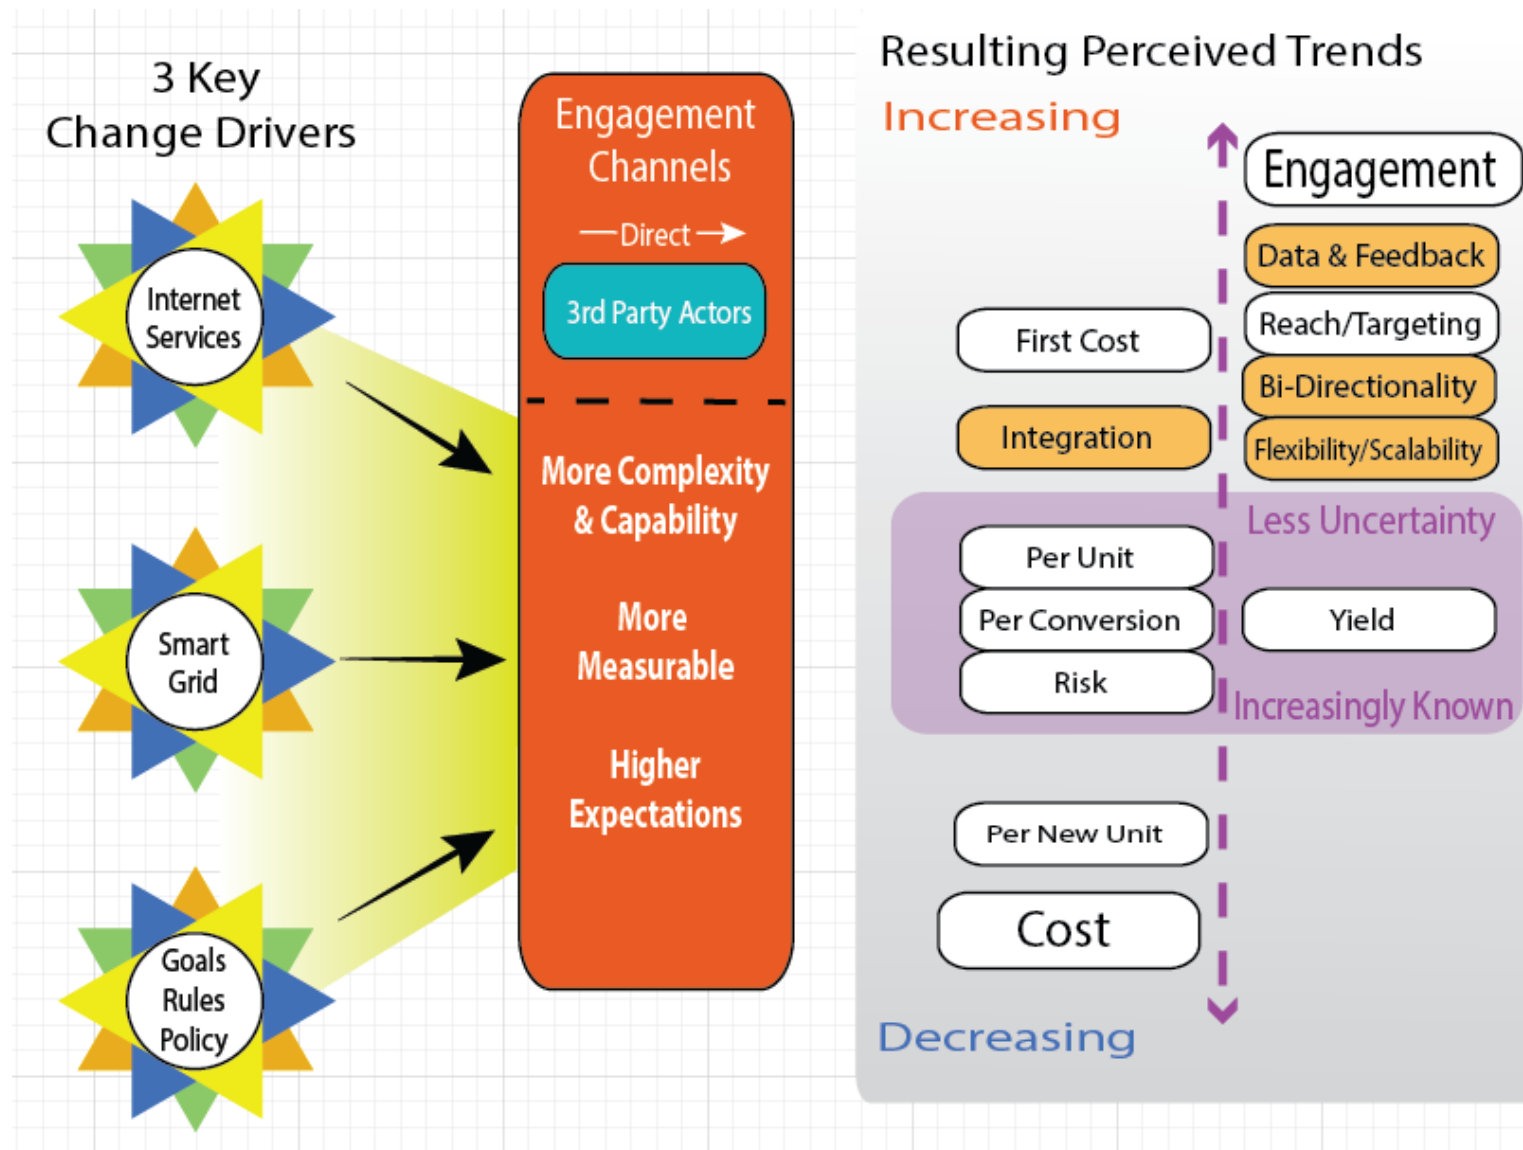 3 Key
Change Drivers
Internet
Services
Smart
Grid
Goals
Rules
Policy
Engagement
Channels
Direct
3rd Party Actors
More Complexity
& Capability
More
Measurable
Higher
Expectations
Resulting Perceived Trends
Increasing
Engagement
Data & Feedback
Reach/Targeting
Bi-Directionality
Flexibility/Scalability
First Cost
Integration
Less Uncertainty
Per Unit
Per Conversion
Risk
Yield
Increasingly Known
Per New Unit
Cost
Decreasing